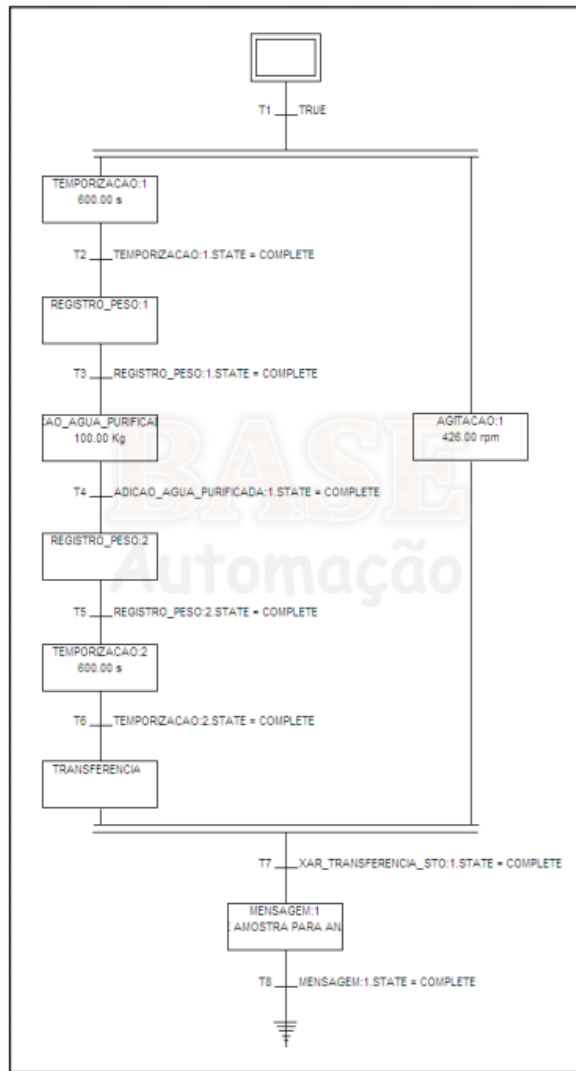 T1 TRUE
TEMPORIZACAO:1
600.00 s
T2 TEMPORIZACAO:1.STATE = COMPLETE
REGISTRO_PESO:1
T3 REGISTRO_PESO:1.STATE = COMPLETE
CAO_AGUA_PURIFICA
100.00 Kg
AGITACAO:1
426.00 rpm
BASE
Automação
T4 ADICAO_AGUA_PURIFICADA:1.STATE = COMPLETE
REGISTRO_PESO:2
T5 REGISTRO_PESO:2.STATE = COMPLETE
TEMPORIZACAO:2
600.00 s
T6 TEMPORIZACAO:2.STATE = COMPLETE
TRANSFERENCIA
T7 XAR_TRANSFERENCIA_STO:1.STATE = COMPLETE
MENSAGEM:1
AMOSTRA PARA AN
T8 MENSAGEM:1.STATE = COMPLETE